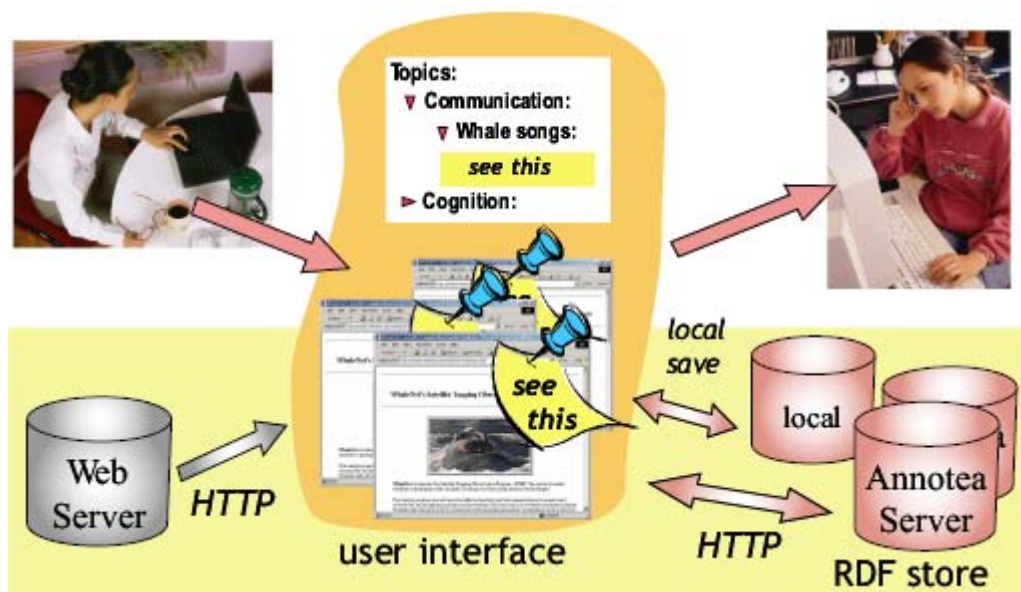 Topics:
Communication:
Whale songs:
see this
Cognition:
local
save
see
this
local
Web
Server
HTTP
Annotea
Server
HTTP
user interface
RDF store